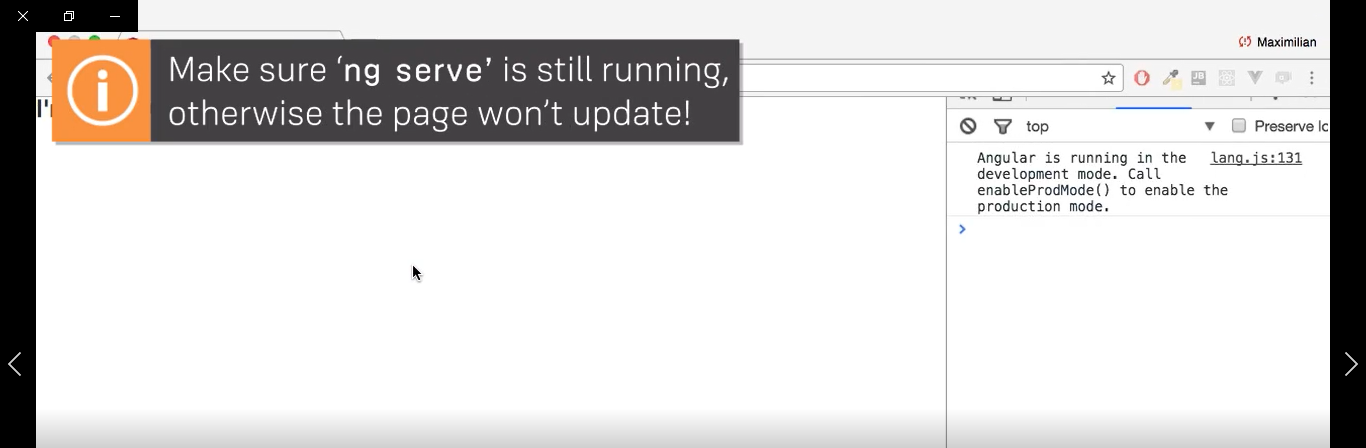 Maximilian
Make sure ‘ng serve’ is still running,
otherwise the page won’t update!
I'
top
Preserve lo
Angular is running in the lang.js:131
development mode. Call
enableProdMode() to enable the
production mode.